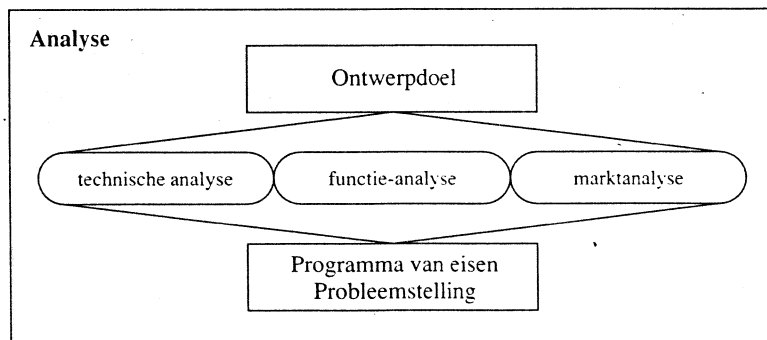 Analyse
Ontwerpdoel
technische analyse
functie-analyse
marktanalyse
Programma van eisen
Probleemstelling